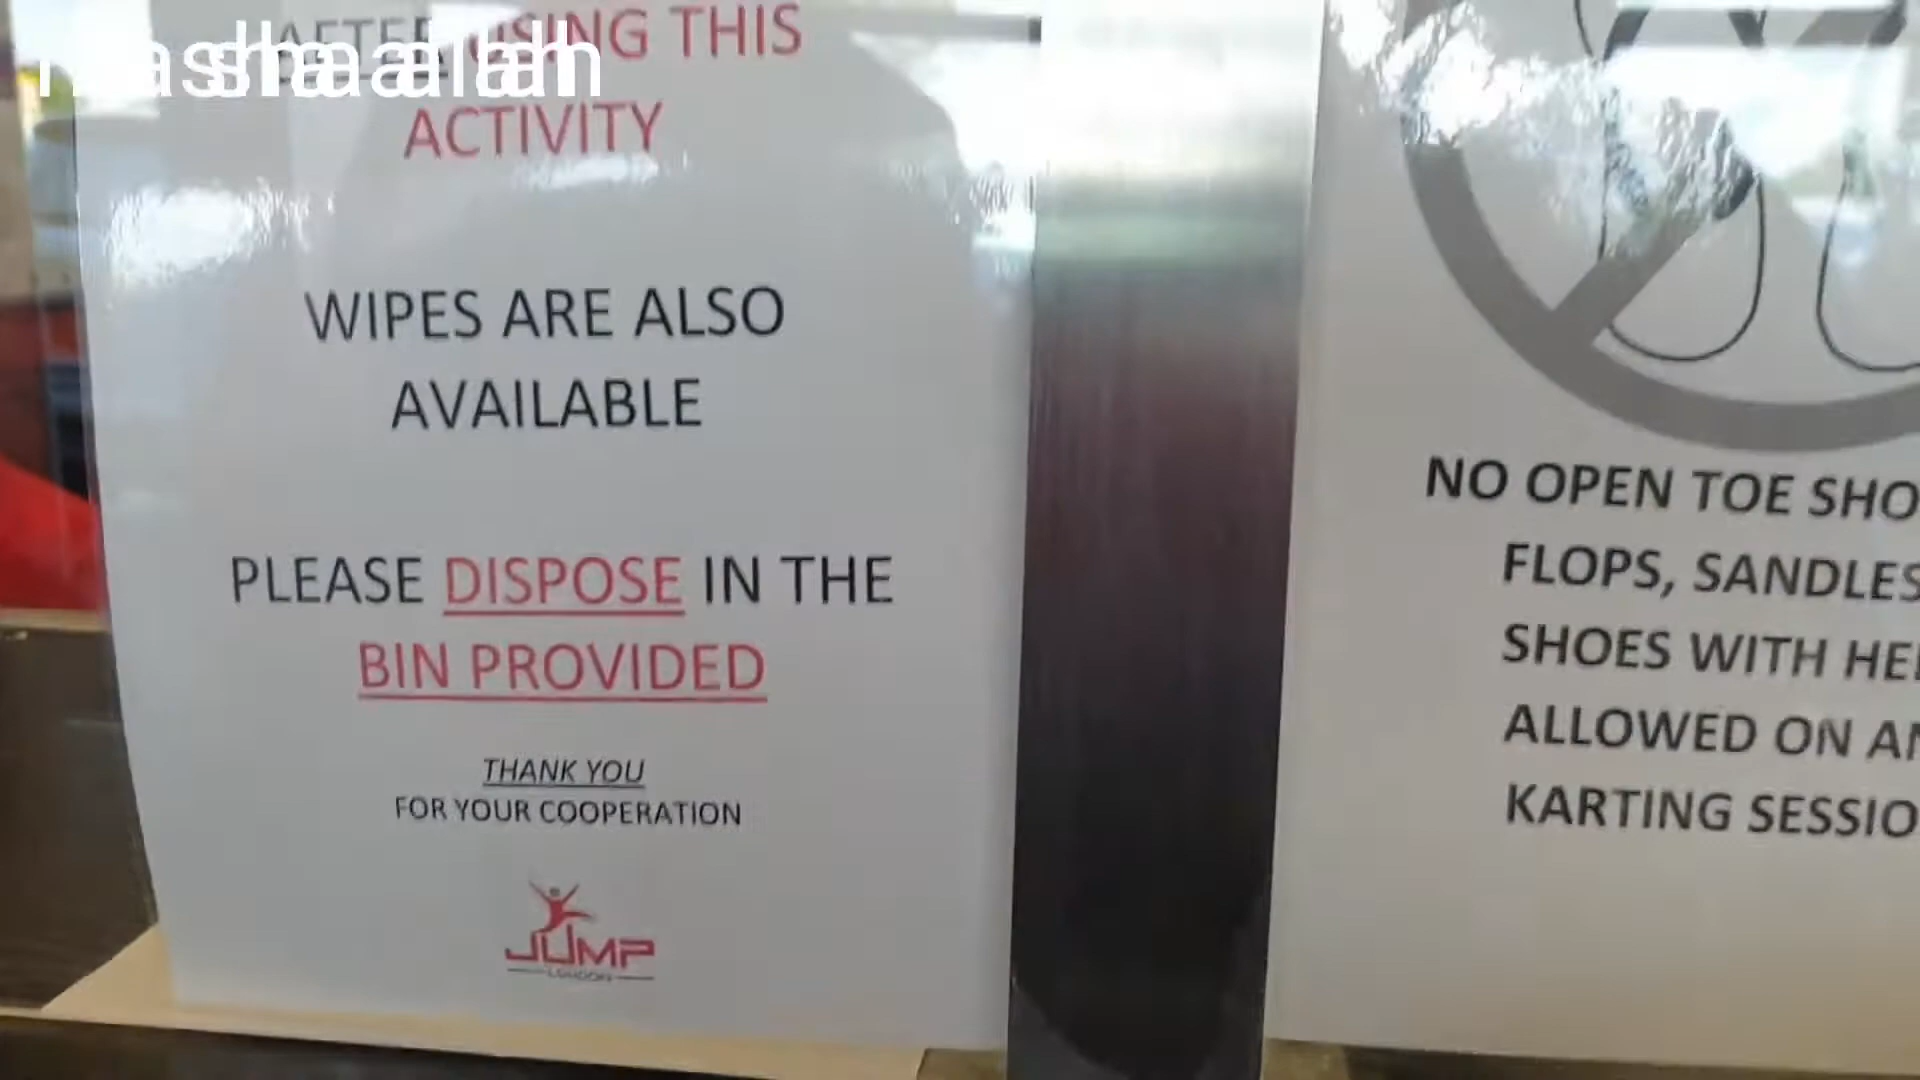 AFTER USING THIS
ACTIVITY
WIPES ARE ALSO
AVAILABLE
PLEASE DISPOSE IN THE
BIN PROVIDED
THANK YOU
FOR YOUR COOPERATION
JUMP
LONDON
NO OPEN TOE SHO
FLOPS, SANDLES
SHOES WITH HE
ALLOWED ON A
KARTING SESSIO